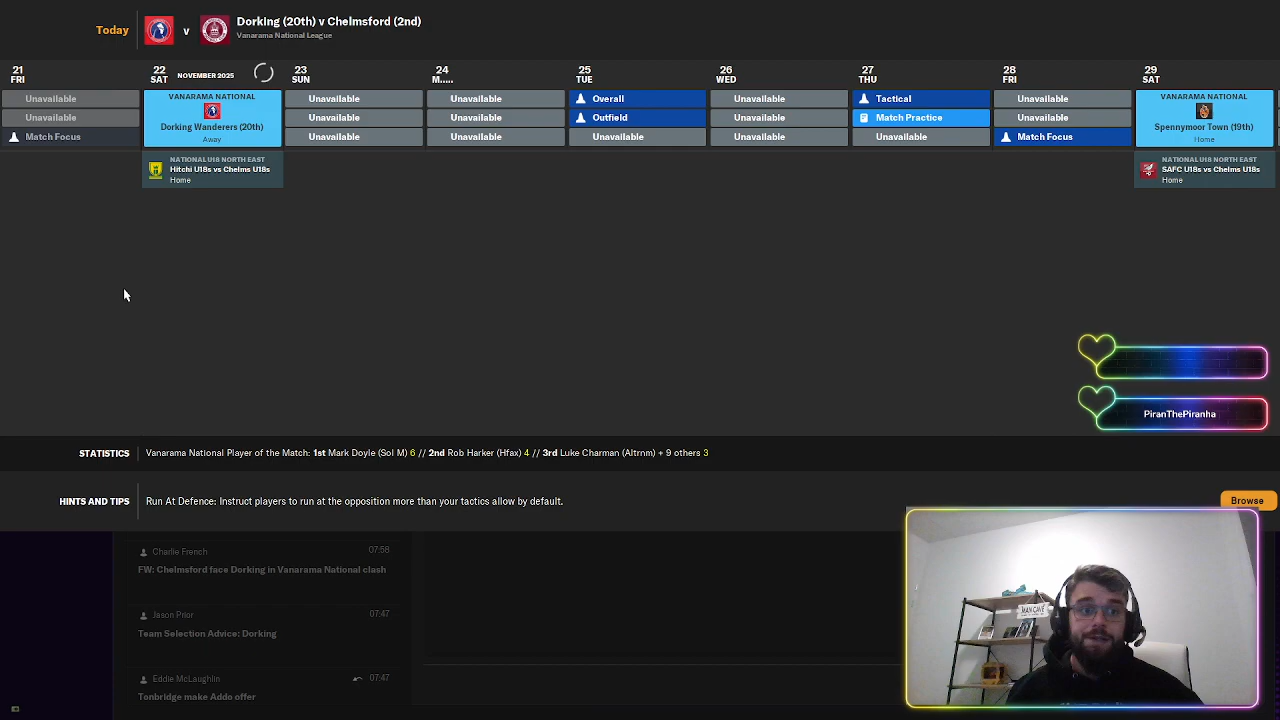 Today
v
Dorking (20th) v Chelmsford (2nd)
Vanarama National League
21
FRI
22
SAT
NOVEMBER 2025
23
SUN
24
M.....
25
TUE
26
WED
27
THU
28
FRI
29
SAT
Unavailable
Unavailable
Match Focus
VANARAMA NATIONAL
Dorking Wanderers (20th)
Away
NATIONAL U18 NORTH EAST
Hitchi U18s vs Chelms U18s
Home
Unavailable
Unavailable
Unavailable
Unavailable
Unavailable
Unavailable
Overall
Outfield
Unavailable
Unavailable
Unavailable
Unavailable
Tactical
Match Practice
Unavailable
Unavailable
Unavailable
Match Focus
VANARAMA NATIONAL
Spennymoor Town (19th)
Home
NATIONAL U18 NORTH EAST
SAFC U18s vs Chelms U18s
Home
PiranThePiranha
STATISTICS
Vanarama National Player of the Match: 1st Mark Doyle (Sol M) 6 // 2nd Rob Harker (Hfax) 4 // 3rd Luke Charman (Altrnm) + 9 others 3
HINTS AND TIPS
Run At Defence: Instruct players to run at the opposition more than your tactics allow by default.
Browse
Charlie French
07:58
FW: Chelmsford face Dorking in Vanarama National clash
Jason Prior
07:47
Team Selection Advice: Dorking
Eddie McLaughlin
07:47
Tonbridge make Addo offer
MAN CAVE